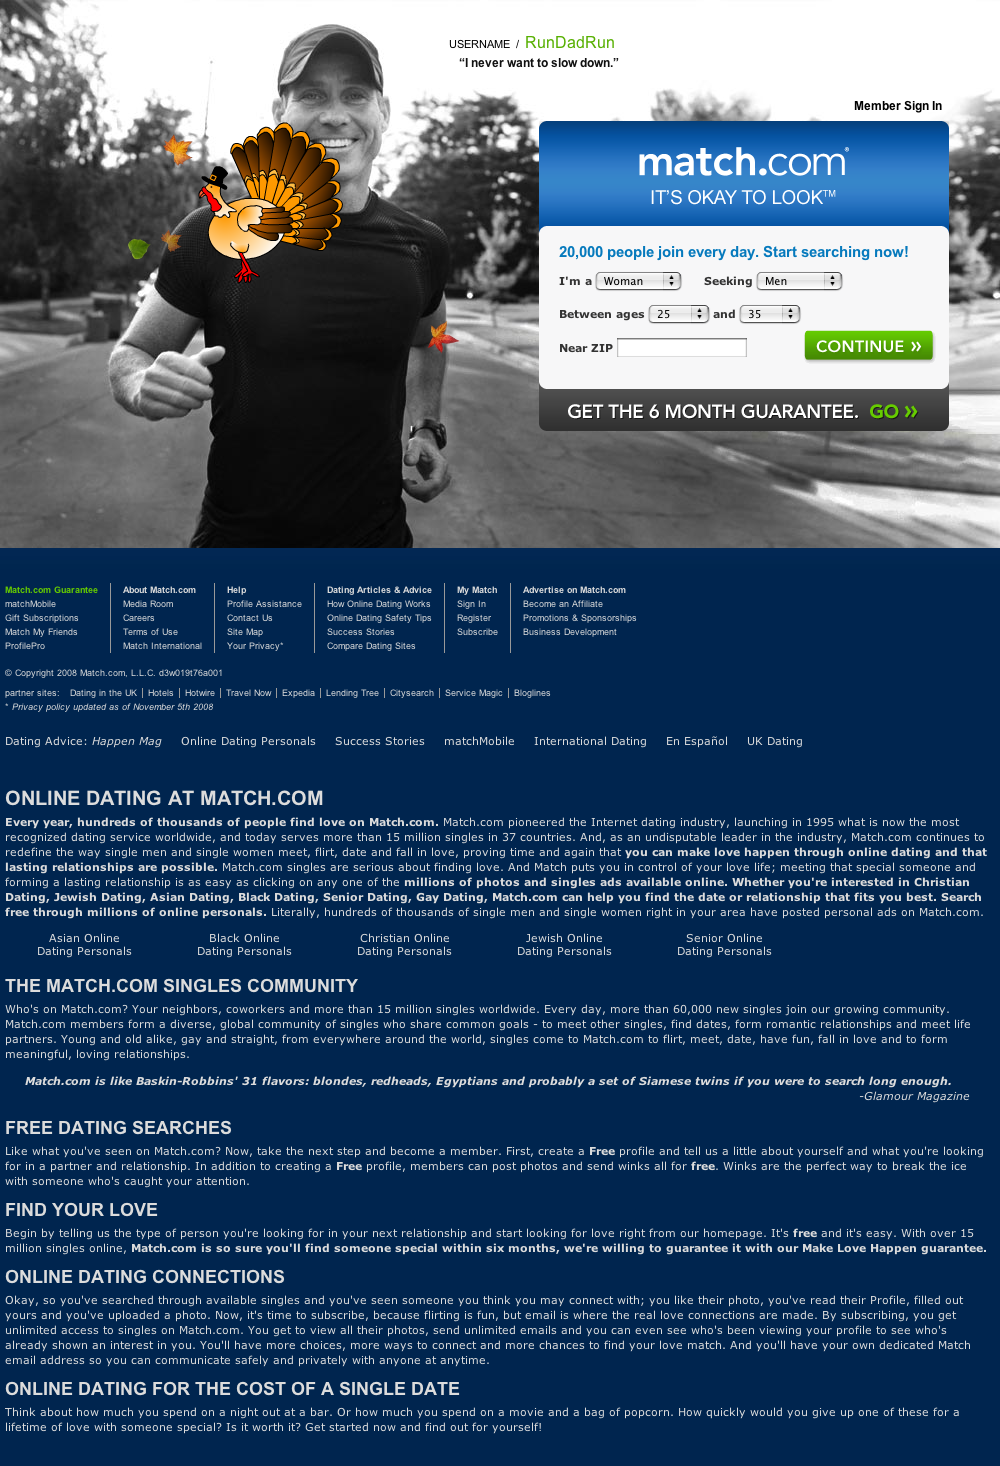 USERNAME / RunDadRun
“I never want to slow down.”
Member Sign In
match.com®
IT'S OKAY TO LOOK™
20,000 people join every day. Start searching now!
I'm a Woman Seeking Men
Between ages 25 and 35
Near ZIP CONTINUE »
GET THE 6 MONTH GUARANTEE. GO »
Match.com Guarantee
matchMobile
Gift Subscriptions
Match My Friends
ProfilePro
About Match.com
Media Room
Careers
Terms of Use
Match International
Help
Profile Assistance
Contact Us
Site Map
Your Privacy*
Dating Articles & Advice
How Online Dating Works
Online Dating Safety Tips
Success Stories
Compare Dating Sites
My Match
Sign In
Register
Subscribe
Advertise on Match.com
Become an Affiliate
Promotions & Sponsorships
Business Development
© Copyright 2008 Match.com, L.L.C. d3w019t76a001
partner sites: Dating in the UK | Hotels | Hotwire | Travel Now | Expedia | Lending Tree | Citysearch | Service Magic | Bloglines
* Privacy policy updated as of November 5th 2008
Dating Advice: Happen Mag Online Dating Personals Success Stories matchMobile International Dating En Español UK Dating
ONLINE DATING AT MATCH.COM
Every year, hundreds of thousands of people find love on Match.com. Match.com pioneered the Internet dating industry, launching in 1995 what is now the most
recognized dating service worldwide, and today serves more than 15 million singles in 37 countries. And, as an undisputable leader in the industry, Match.com continues to
redefine the way single men and single women meet, flirt, date and fall in love, proving time and again that you can make love happen through online dating and that
lasting relationships are possible. Match.com singles are serious about finding love. And Match puts you in control of your love life; meeting that special someone and
forming a lasting relationship is as easy as clicking on any one of the millions of photos and singles ads available online. Whether you're interested in Christian
Dating, Jewish Dating, Asian Dating, Black Dating, Senior Dating, Gay Dating, Match.com can help you find the date or relationship that fits you best. Search
free through millions of online personals. Literally, hundreds of thousands of single men and single women right in your area have posted personal ads on Match.com.
Asian Online
Dating Personals
Black Online
Dating Personals
Christian Online
Dating Personals
Jewish Online
Dating Personals
Senior Online
Dating Personals
THE MATCH.COM SINGLES COMMUNITY
Who's on Match.com? Your neighbors, coworkers and more than 15 million singles worldwide. Every day, more than 60,000 new singles join our growing community.
Match.com members form a diverse, global community of singles who share common goals - to meet other singles, find dates, form romantic relationships and meet life
partners. Young and old alike, gay and straight, from everywhere around the world, singles come to Match.com to flirt, meet, date, have fun, fall in love and to form
meaningful, loving relationships.
Match.com is like Baskin-Robbins' 31 flavors: blondes, redheads, Egyptians and probably a set of Siamese twins if you were to search long enough.
-Glamour Magazine
FREE DATING SEARCHES
Like what you've seen on Match.com? Now, take the next step and become a member. First, create a Free profile and tell us a little about yourself and what you're looking
for in a partner and relationship. In addition to creating a Free profile, members can post photos and send winks all for free. Winks are the perfect way to break the ice
with someone who's caught your attention.
FIND YOUR LOVE
Begin by telling us the type of person you're looking for in your next relationship and start looking for love right from our homepage. It's free and it's easy. With over 15
million singles online, Match.com is so sure you'll find someone special within six months, we're willing to guarantee it with our Make Love Happen guarantee.
ONLINE DATING CONNECTIONS
Okay, so you've searched through available singles and you've seen someone you think you may connect with; you like their photo, you've read their Profile, filled out
yours and you've uploaded a photo. Now, it's time to subscribe, because flirting is fun, but email is where the real love connections are made. By subscribing, you get
unlimited access to singles on Match.com. You get to view all their photos, send unlimited emails and you can even see who's been viewing your profile to see who's
already shown an interest in you. You'll have more choices, more ways to connect and more chances to find your love match. And you'll have your own dedicated Match
email address so you can communicate safely and privately with anyone at anytime.
ONLINE DATING FOR THE COST OF A SINGLE DATE
Think about how much you spend on a night out at a bar. Or how much you spend on a movie and a bag of popcorn. How quickly would you give up one of these for a
lifetime of love with someone special? Is it worth it? Get started now and find out for yourself!